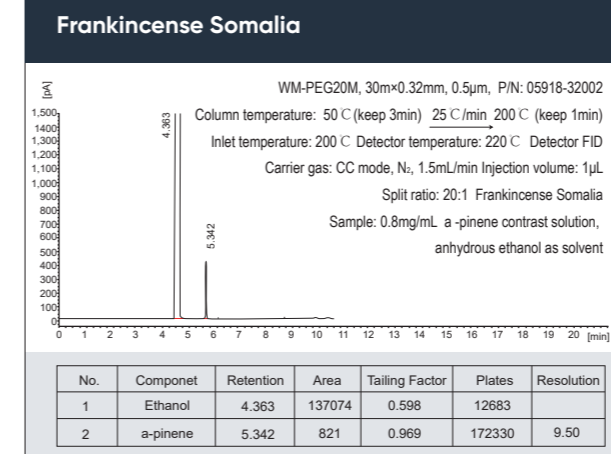 Frankincense Somalia
[pA]
WM-PEG20M, 30m×0.32mm, 0.5μm, P/N: 05918-32002
Column temperature: 50℃(keep 3min) 25℃/min 200℃ (keep 1min)
Inlet temperature: 200℃ Detector temperature: 220℃ Detector FID
Carrier gas: CC mode, N₂, 1.5mL/min Injection volume: 1μL
Split ratio: 20:1 Frankincense Somalia
Sample: 0.8mg/mL a -pinene contrast solution,
anhydrous ethanol as solvent
1,500
1400
1,300
1,200
1,100
1,000
900
800
700
600
500
400
300
200
100
0
4.363
5.342
0 1 2 3 4 5 6 7 8 9 10 11 12 13 14 15 16 17 18 19 20 [min]
No. Componet Retention Area Tailing Factor Plates Resolution
1 Ethanol 4.363 137074 0.598 12683
2 a-pinene 5.342 821 0.969 172330 9.50